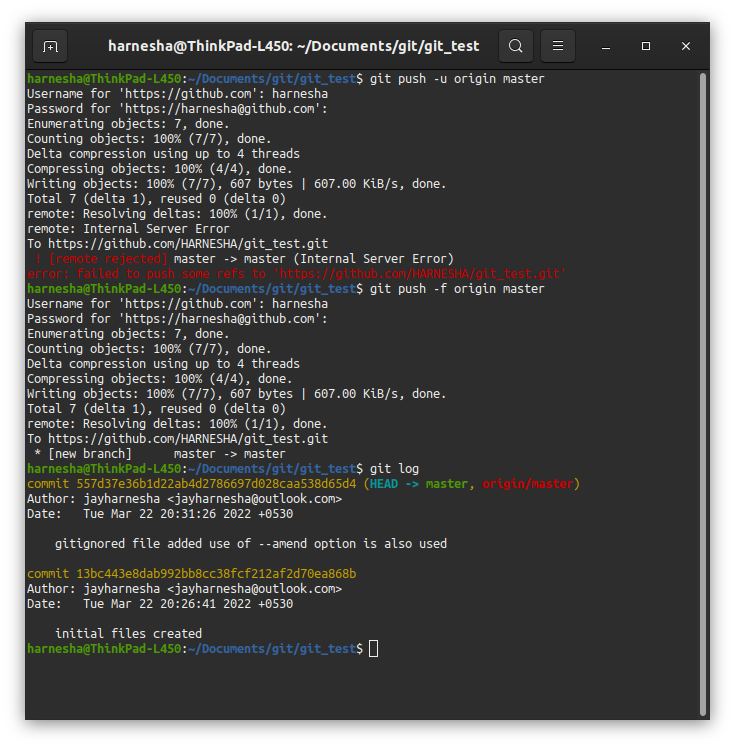 harnesha@ThinkPad-L450: ~/Documents/git/git_test
harnesha@ThinkPad-L450:~/Documents/git/git_test$ git push -u origin master
Username for 'https://github.com': harnesha
Password for 'https://harnesha@github.com':
Enumerating objects: 7, done.
Counting objects: 100% (7/7), done.
Delta compression using up to 4 threads
Compressing objects: 100% (4/4), done.
Writing objects: 100% (7/7), 607 bytes | 607.00 KiB/s, done.
Total 7 (delta 1), reused 0 (delta 0)
remote: Resolving deltas: 100% (1/1), done.
remote: Internal Server Error
To https://github.com/HARNESHA/git_test.git
 ! [remote rejected] master -> master (Internal Server Error)
error: failed to push some refs to 'https://github.com/HARNESHA/git_test.git'
harnesha@ThinkPad-L450:~/Documents/git/git_test$ git push -f origin master
Username for 'https://github.com': harnesha
Password for 'https://harnesha@github.com':
Enumerating objects: 7, done.
Counting objects: 100% (7/7), done.
Delta compression using up to 4 threads
Compressing objects: 100% (4/4), done.
Writing objects: 100% (7/7), 607 bytes | 607.00 KiB/s, done.
Total 7 (delta 1), reused 0 (delta 0)
remote: Resolving deltas: 100% (1/1), done.
To https://github.com/HARNESHA/git_test.git
 * [new branch]      master -> master
harnesha@ThinkPad-L450:~/Documents/git/git_test$ git log
commit 557d37e36b1d22ab4d2786697d028caa538d65d4 (HEAD -> master, origin/master)
Author: jayharnesha <jayharnesha@outlook.com>
Date:   Tue Mar 22 20:31:26 2022 +0530

    gitignored file added use of --amend option is also used

commit 13bc443e8dab992bb8cc38fcf212af2d70ea868b
Author: jayharnesha <jayharnesha@outlook.com>
Date:   Tue Mar 22 20:26:41 2022 +0530

    initial files created
harnesha@ThinkPad-L450:~/Documents/git/git_test$